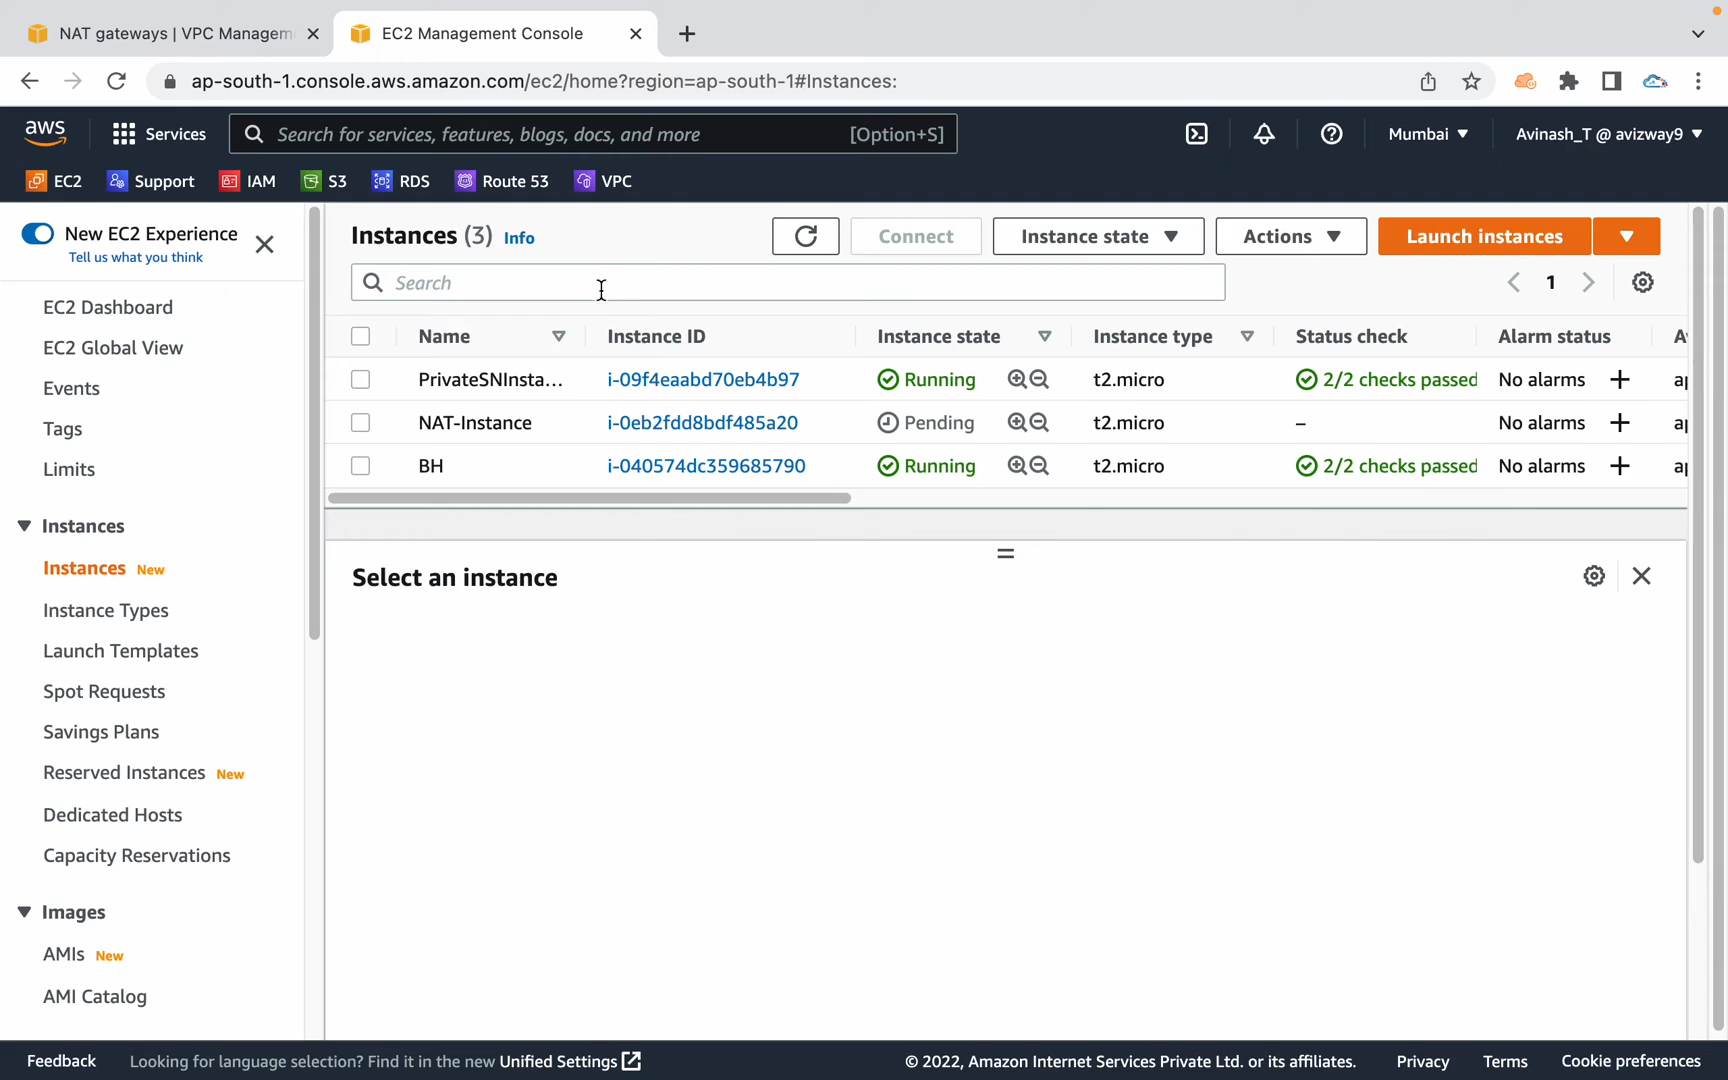 NAT gateways | VPC Managem
EC2 Management Console
ap-south-1.console.aws.amazon.com/ec2/home?region=ap-south-1#Instances:
aws
Services
Search for services, features, blogs, docs, and more
[Option+S]
Mumbai
Avinash_T @ avizway9
EC2
Support
IAM
S3
RDS
Route 53
VPC
New EC2 Experience
Tell us what you think
EC2 Dashboard
EC2 Global View
Events
Tags
Limits
Instances
Instances New
Instance Types
Launch Templates
Spot Requests
Savings Plans
Reserved Instances New
Dedicated Hosts
Capacity Reservations
Images
AMIs New
AMI Catalog
Instances (3) Info
Connect
Instance state
Actions
Launch instances
Search
1
Name Instance ID Instance state Instance type Status check Alarm status A
PrivateSNInsta... i-09f4eaabd70eb4b97 Running t2.micro 2/2 checks passed No alarms + ap
NAT-Instance i-0eb2fdd8bdf485a20 Pending t2.micro – No alarms + ap
BH i-040574dc359685790 Running t2.micro 2/2 checks passed No alarms + ap
Select an instance
Feedback
Looking for language selection? Find it in the new Unified Settings
© 2022, Amazon Internet Services Private Ltd. or its affiliates.
Privacy
Terms
Cookie preferences